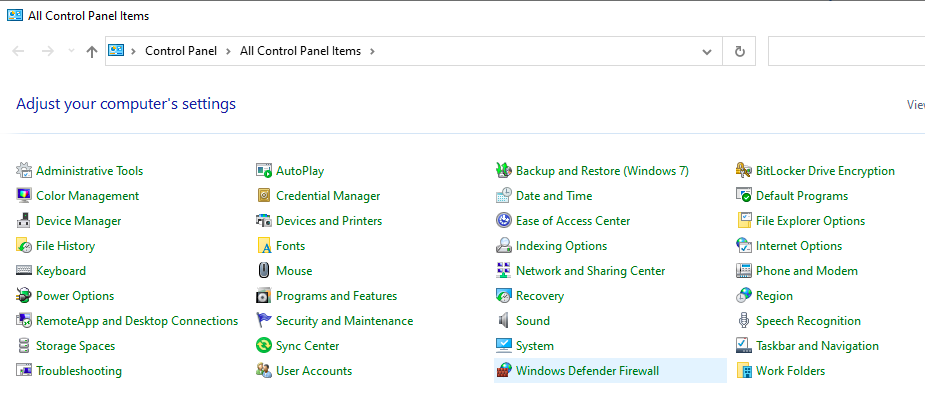 All Control Panel Items
Control Panel > All Control Panel Items >
Adjust your computer's settings
Administrative Tools AutoPlay Backup and Restore (Windows 7) BitLocker Drive Encryption
Color Management Credential Manager Date and Time Default Programs
Device Manager Devices and Printers Ease of Access Center File Explorer Options
File History Fonts Indexing Options Internet Options
Keyboard Mouse Network and Sharing Center Phone and Modem
Power Options Programs and Features Recovery Region
RemoteApp and Desktop Connections Security and Maintenance Sound Speech Recognition
Storage Spaces Sync Center System Taskbar and Navigation
Troubleshooting User Accounts Windows Defender Firewall Work Folders